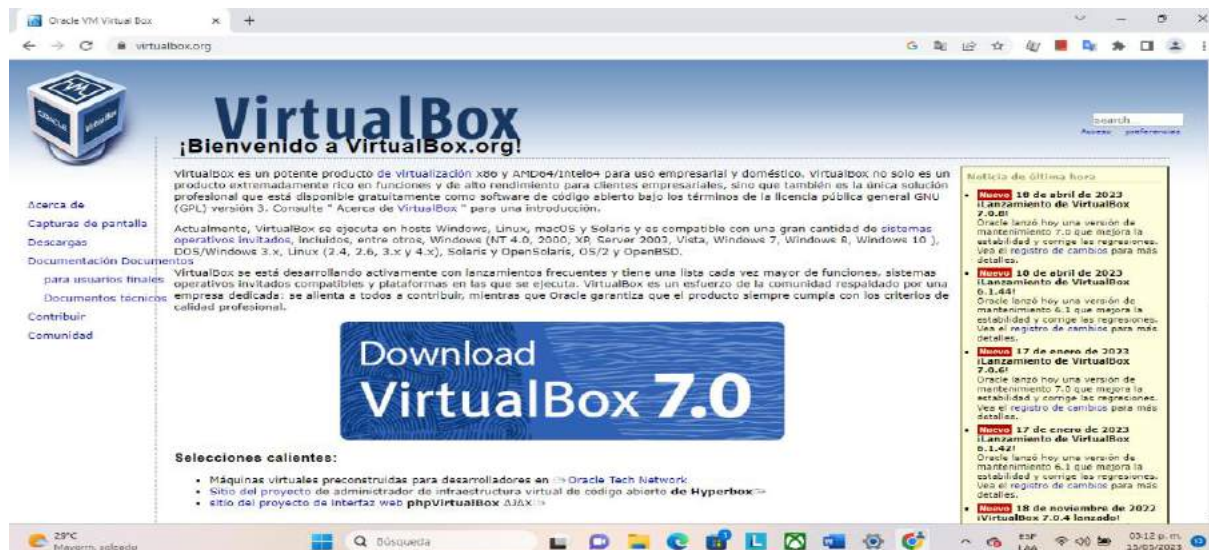 Oracle VM Virtual Box
virtualbox.org
ORACLE
VirtualBox
VirtualBox
search
Acceso preferencias
¡Bienvenido a VirtualBox.org!
VirtualBox es un potente producto de virtualización x86 y AMD64/Intel64 para uso empresarial y doméstico. VirtualBox no solo es un
producto extremadamente rico en funciones y de alto rendimiento para clientes empresariales, sino que también es la única solución
profesional que está disponible gratuitamente como software de código abierto bajo los términos de la licencia pública general GNU
(GPL) versión 3. Consulte " Acerca de VirtualBox " para una introducción.
Actualmente, VirtualBox se ejecuta en hosts Windows, Linux, macOS y Solaris y es compatible con una gran cantidad de sistemas
operativos invitados, incluidos, entre otros, Windows (NT 4.0, 2000, XP, Server 2003, Vista, Windows 7, Windows 8, Windows 10 ),
DOS/Windows 3.x, Linux (2.4, 2.6, 3.x y 4.x), Solaris y OpenSolaris, OS/2 y OpenBSD.
VirtualBox se está desarrollando activamente con lanzamientos frecuentes y tiene una lista cada vez mayor de funciones, sistemas
operativos invitados compatibles y plataformas en las que se ejecuta. VirtualBox es un esfuerzo de la comunidad respaldado por una
empresa dedicada: se alienta a todos a contribuir, mientras que Oracle garantiza que el producto siempre cumpla con los criterios de
calidad profesional.
Acerca de
Capturas de pantalla
Descargas
Documentación Documentos
para usuarios finales
Documentos técnicos
Contribuir
Comunidad
Download
VirtualBox 7.0
Selecciones calientes:
Máquinas virtuales preconstruidas para desarrolladores en Oracle Tech Network
Sitio del proyecto de administrador de infraestructura virtual de código abierto de Hyperbox
sitio del proyecto de interfaz web phpVirtualBox AJAX
Noticia de última hora
Nuevo 18 de abril de 2023
¡Lanzamiento de VirtualBox
7.0.8!
Oracle lanzó hoy una versión de
mantenimiento 7.0 que mejora la
estabilidad y corrige las regresiones.
Vea el registro de cambios para más
detalles.
Nuevo 18 de abril de 2023
¡Lanzamiento de VirtualBox
6.1.44!
Oracle lanzó hoy una versión de
mantenimiento 6.1 que mejora la
estabilidad y corrige las regresiones.
Vea el registro de cambios para más
detalles.
Nuevo 17 de enero de 2023
¡Lanzamiento de VirtualBox
7.0.6!
Oracle lanzó hoy una versión de
mantenimiento 7.0 que mejora la
estabilidad y corrige las regresiones.
Vea el registro de cambios para más
detalles.
Nuevo 17 de enero de 2023
¡Lanzamiento de VirtualBox
6.1.42!
Oracle lanzó hoy una versión de
mantenimiento 6.1 que mejora la
estabilidad y corrige las regresiones.
Vea el registro de cambios para más
detalles.
Nuevo 18 de noviembre de 2022
¡VirtualBox 7.0.4 lanzado!
29°C
Mayorm. soleado
Búsqueda
ESP
LAA
03:12 p. m.
15/05/2023